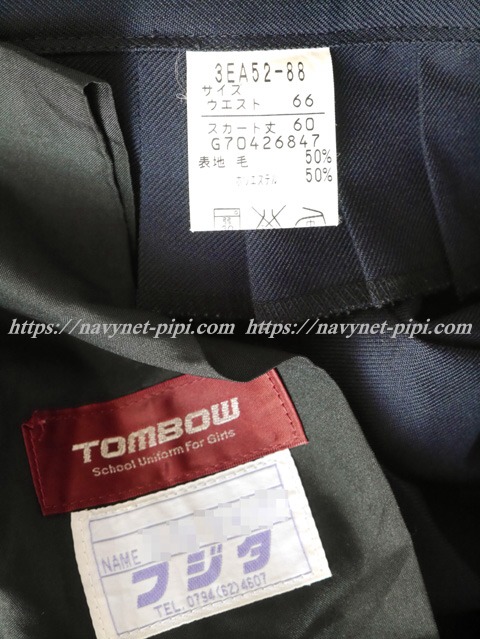 3EA52-88
サイズ
ウエスト 66
スカート丈 60
G70426847
表地 毛 50%
ポリエステル 50%
https://navynet-pipi.com https://navynet-pipi.com
TOMBOW
School Uniform For Girls
NAME
フジタ
TEL.0794(62)4607